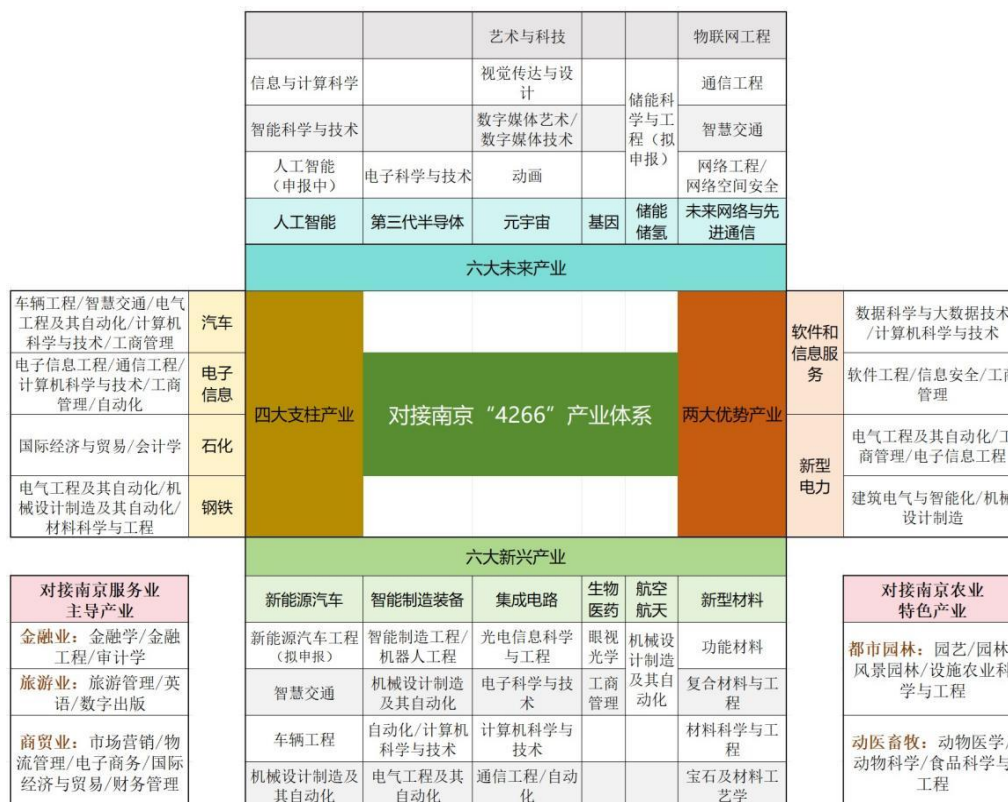 艺术与科技
物联网工程
信息与计算科学
视觉传达与设
计
通信工程
储能科
学与工
程（拟
申报）
智能科学与技术
数字媒体艺术/
数字媒体技术
智慧交通
人工智能
（申报中）
电子科学与技术
动画
网络工程/
网络空间安全
人工智能
第三代半导体
元宇宙
基因
储能
储氢
未来网络与先
进通信
六大未来产业
车辆工程/智慧交通/电气
工程及其自动化/计算机
科学与技术/工商管理
汽车
电子信息工程/通信工程/
计算机科学与技术/工商
管理/自动化
电子
信息
国际经济与贸易/会计学
石化
电气工程及其自动化/机
械设计制造及其自动化/
材料科学与工程
钢铁
四大支柱产业
对接南京“4266”产业体系
两大优势产业
软件和
信息服
务
数据科学与大数据技术
/计算机科学与技术
软件工程/信息安全/工商
管理
新型
电力
电气工程及其自动化/工
商管理/电子信息工程
建筑电气与智能化/机械
设计制造
六大新兴产业
新能源汽车
智能制造装备
集成电路
生物
医药
航空
航天
新型材料
新能源汽车工程
（拟申报）
智能制造工程/
机器人工程
光电信息科学
与工程
眼视
光学
机械设
计制造
及其自
动化
功能材料
智慧交通
机械设计制造
及其自动化
电子科学与技
术
工商
管理
复合材料与工
程
车辆工程
自动化/计算机
科学与技术
计算机科学与
技术
材料科学与工
程
机械设计制造及
其自动化
电气工程及其
自动化
通信工程/自动
化
宝石及材料工
艺学
对接南京服务业
主导产业
金融业：金融学/金融
工程/审计学
旅游业：旅游管理/英
语/数字出版
商贸业：市场营销/物
流管理/电子商务/国际
经济与贸易/财务管理
对接南京农业
特色产业
都市园林：园艺/园林/
风景园林/设施农业科
学与工程
动医畜牧：动物医学/
动物科学/食品科学与
工程